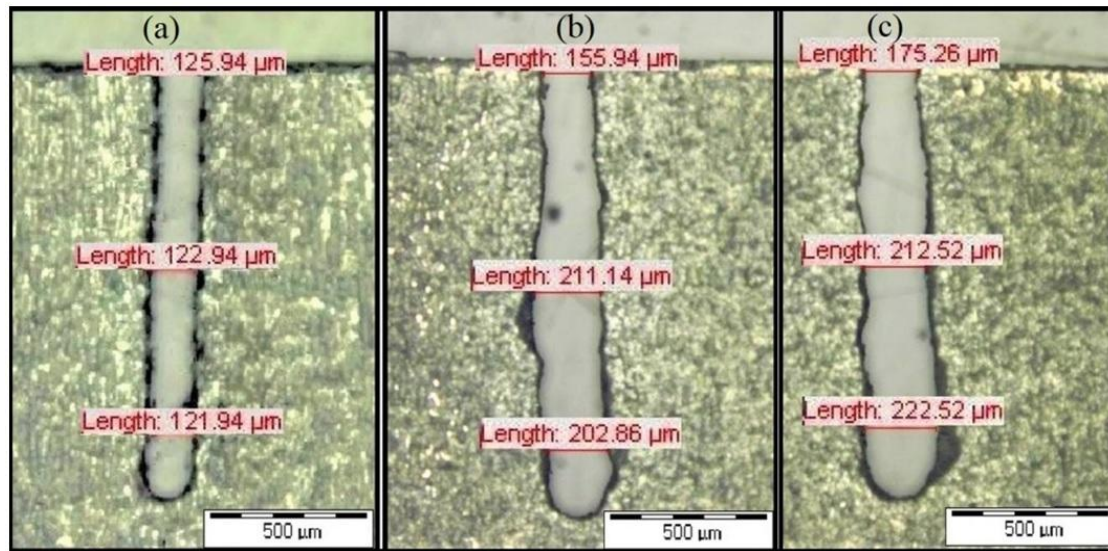 (a)
Length: 125.94 µm
Length: 122.94 µm
Length: 121.94 µm
500 µm
(b)
Length: 155.94 µm
Length: 211.14 µm
Length: 202.86 µm
500 µm
(c)
Length: 175.26 µm
Length: 212.52 µm
Length: 222.52 µm
500 µm